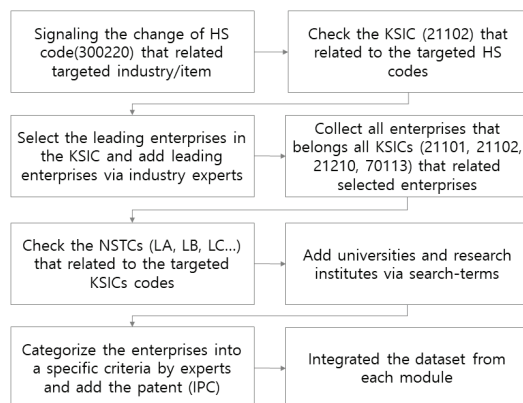 Signaling the change of HS
code(300220) that related
targeted industry/item
Check the KSIC (21102) that
related to the targeted HS
codes
Select the leading enterprises in
the KSIC and add leading
enterprises via industry experts
Collect all enterprises that
belongs all KSICs (21101, 21102,
21210, 70113) that related
selected enterprises
Check the NSTCs (LA, LB, LC...)
that related to the targeted
KSICs codes
Add universities and research
institutes via search-terms
Categorize the enterprises into
a specific criteria by experts
and add the patent (IPC)
Integrated the dataset from
each module